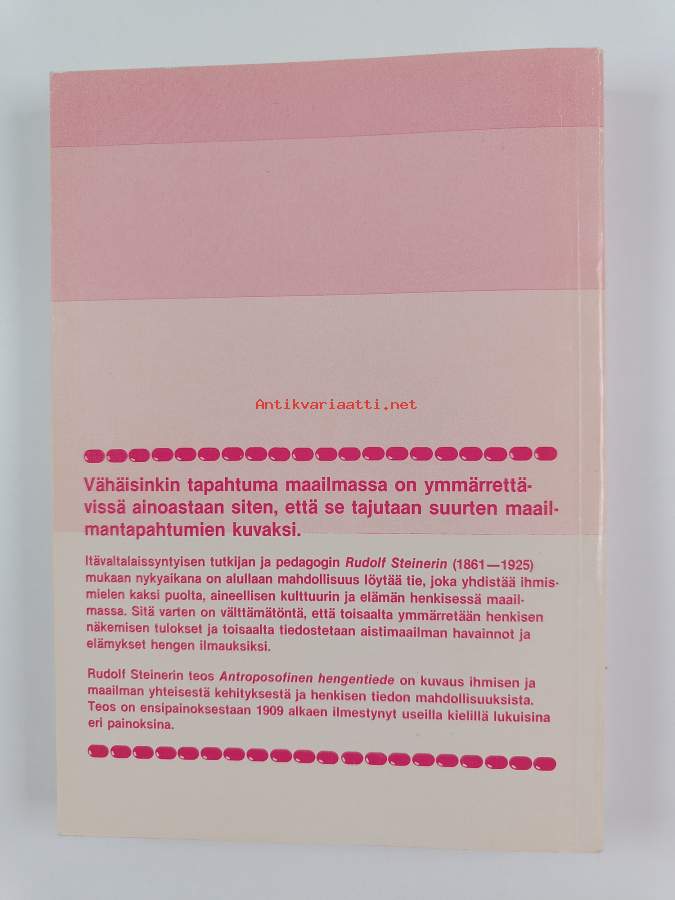 Antikvariaatti.net
Vähäisinkin tapahtuma maailmassa on ymmärrettä-
vissä ainoastaan siten, että se tajutaan suurten maail-
mantapahtumien kuvaksi.
Itävaltalaissyntyisen tutkijan ja pedagogin Rudolf Steinerin (1861—1925)
mukaan nykyaikana on alullaan mahdollisuus löytää tie, joka yhdistää ihmis-
mielen kaksi puolta, aineellisen kulttuurin ja elämän henkisessä maail-
massa. Sitä varten on välttämätöntä, että toisaalta ymmärretään henkisen
näkemisen tulokset ja toisaalta tiedostetaan aistimaailman havainnot ja
elämykset hengen ilmauksiksi.
Rudolf Steinerin teos Antroposofinen hengentiede on kuvaus ihmisen ja
maailman yhteisestä kehityksestä ja henkisen tiedon mahdollisuuksista.
Teos on ensipainoksestaan 1909 alkaen ilmestynyt useilla kielillä lukuisina
eri painoksina.